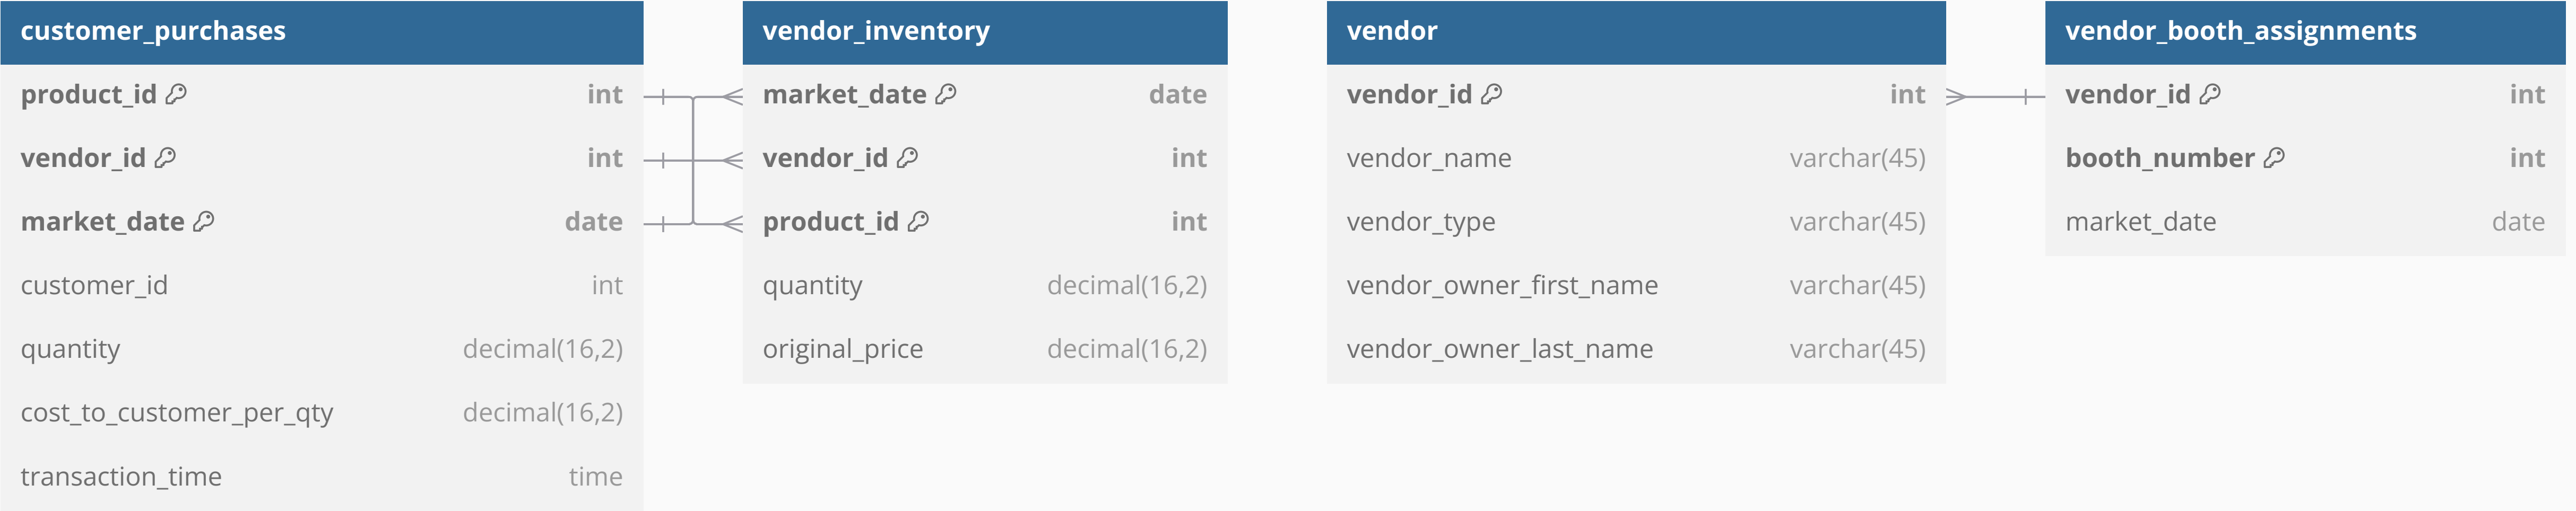 customer_purchases
product_id int
vendor_id int
market_date date
customer_id int
quantity decimal(16,2)
cost_to_customer_per_qty decimal(16,2)
transaction_time time
vendor_inventory
market_date date
vendor_id int
product_id int
quantity decimal(16,2)
original_price decimal(16,2)
vendor
vendor_id int
vendor_name varchar(45)
vendor_type varchar(45)
vendor_owner_first_name varchar(45)
vendor_owner_last_name varchar(45)
vendor_booth_assignments
vendor_id int
booth_number int
market_date date